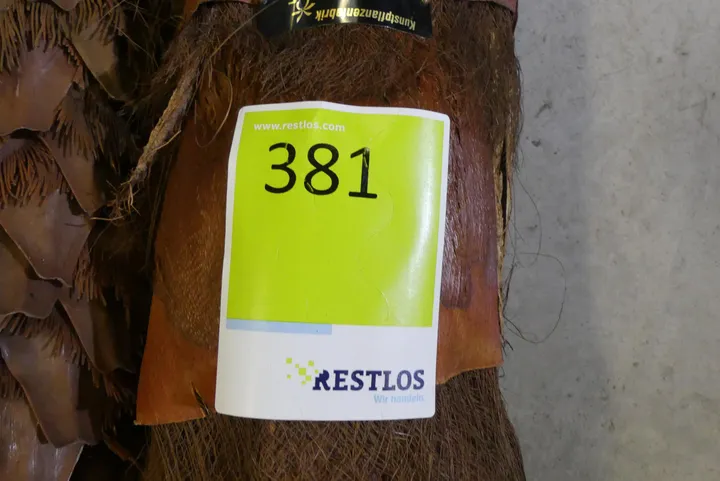 Kunstpflanzenfabrik
www.restlos.com
381
RESTLOS
Wir handeln.